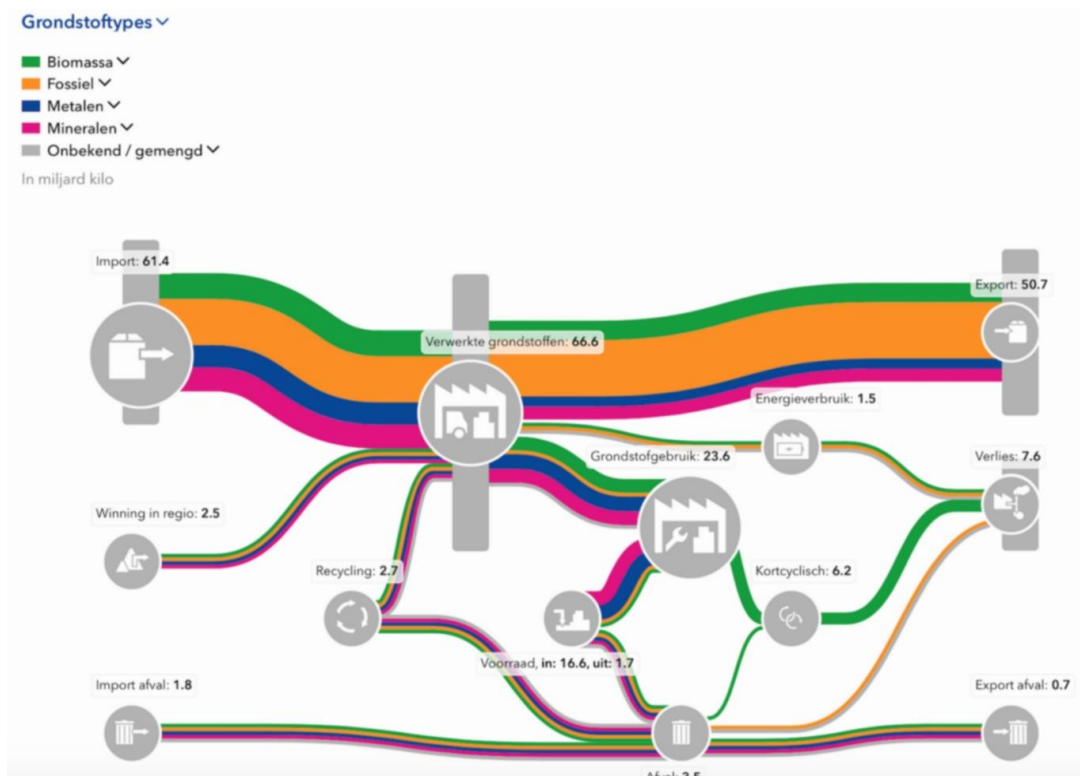 Grondstoftypes
Biomassa
Fossiel
Metalen
Mineralen
Onbekend / gemengd
In miljard kilo
Import: 61.4
Export: 50.7
Verwerkte grondstoffen: 66.6
Energieverbruik: 1.5
Grondstofgebruik: 23.6
Verlies: 7.6
Winning in regio: 2.5
Recycling: 2.7
Kortcyclisch: 6.2
Voorraad, in: 16.6, uit: 1.7
Import afval: 1.8
Export afval: 0.7